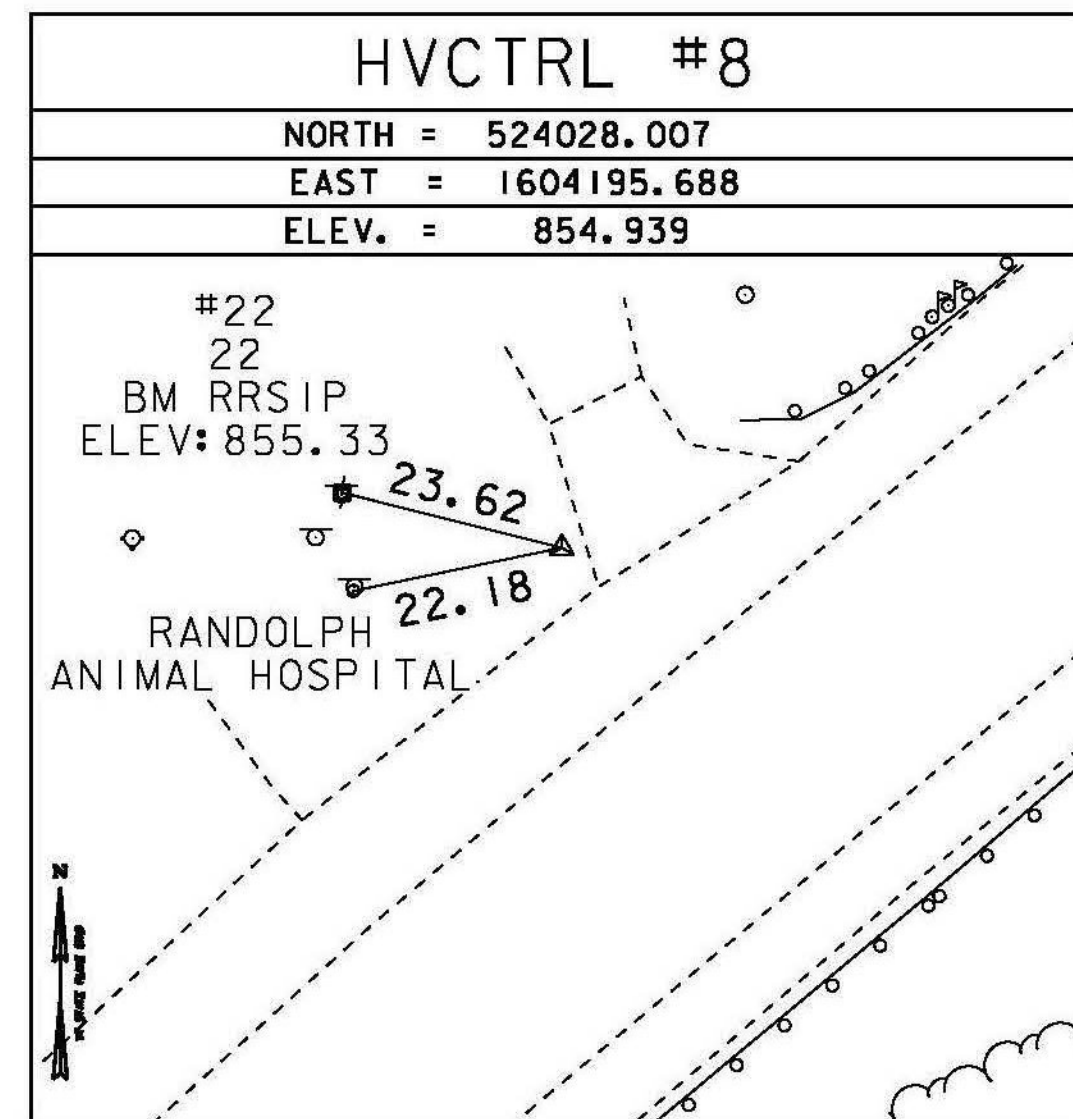 HVCTRL #8
NORTH = 524028.007
EAST = 1604195.688
ELEV. = 854.939
#22
22
BM RRSIP
ELEV: 855.33
23.62
22.18
RANDOLPH
ANIMAL HOSPITAL
N